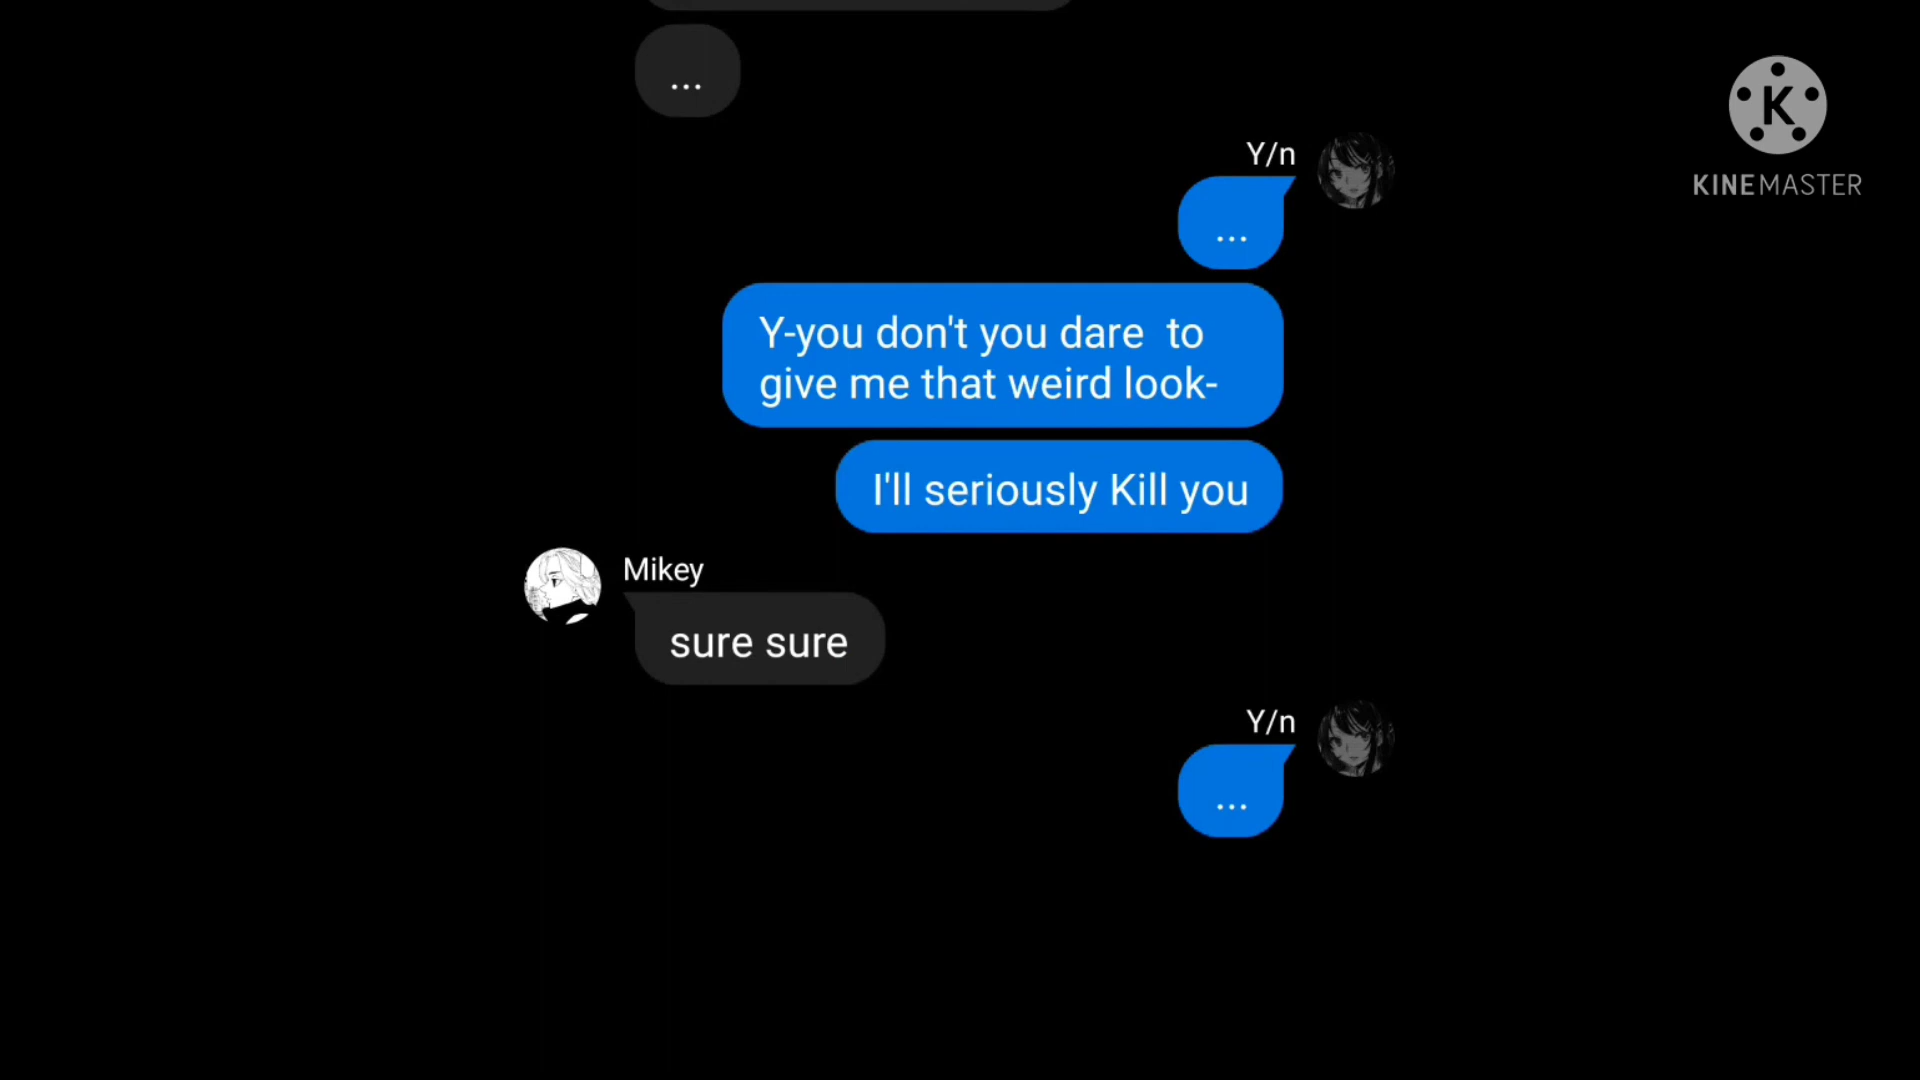 ...
Y/n
...
Y-you don't you dare  to
give me that weird look-
I'll seriously Kill you
Mikey
sure sure
Y/n
...
K
KINEMASTER